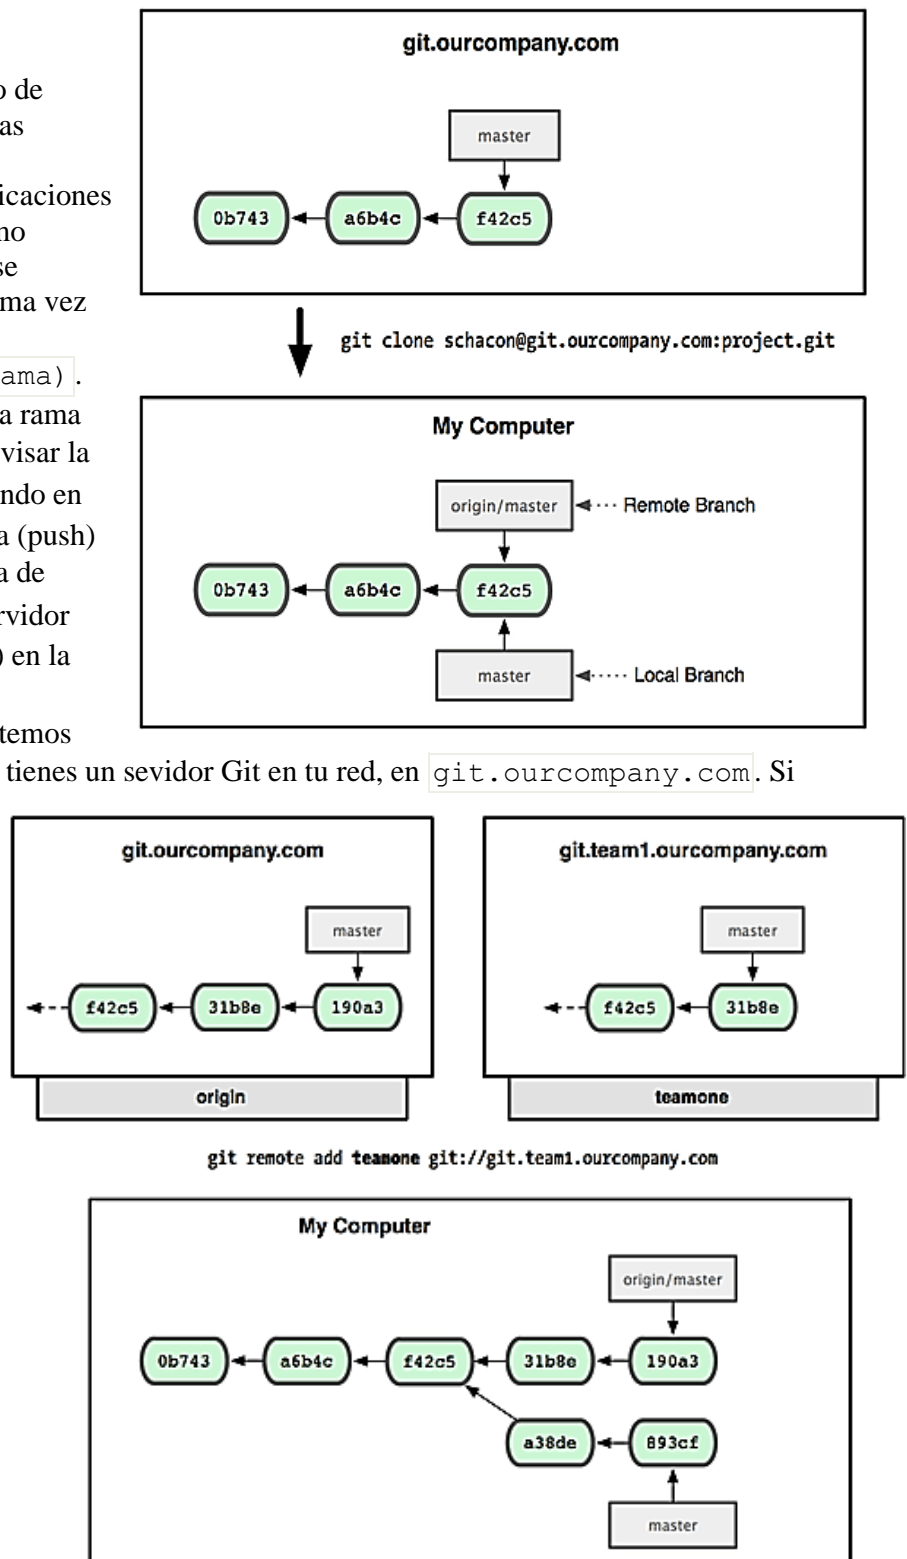 git.ourcompany.com
master
0b743 a6b4c f42c5
git clone schacon@git.ourcompany.com:project.git
My Computer
origin/master Remote Branch
0b743 a6b4c f42c5
master Local Branch
o de
as
icaciones
no
se
ma vez
ama).
a rama
visar la
ndo en
a (push)
a de
rvidor
) en la
temos
tienes un sevidor Git en tu red, en git.ourcompany.com. Si
git.ourcompany.com
master
f42c5 31b8e 190a3
origin
git.team1.ourcompany.com
master
f42c5 31b8e
teamone
git remote add teamone git://git.team1.ourcompany.com
My Computer
origin/master
0b743 a6b4c f42c5 31b8e 190a3
a38de 893cf
master